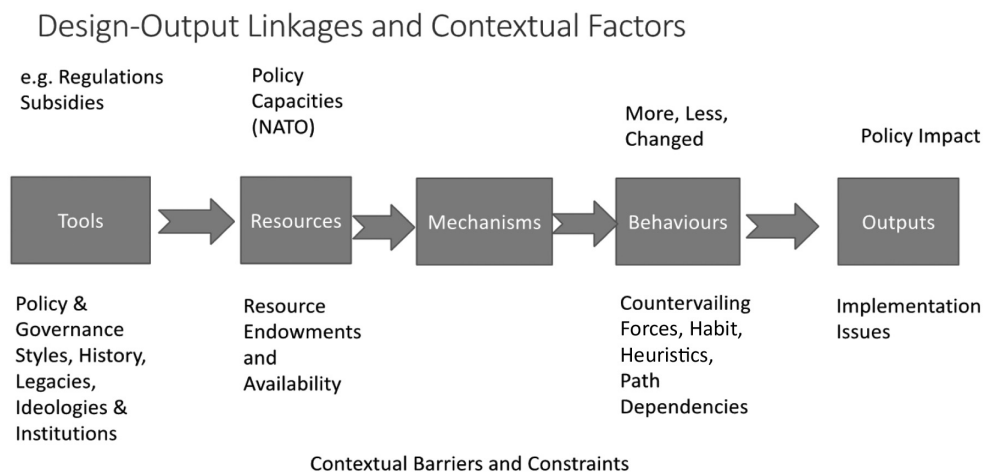 Design-Output Linkages and Contextual Factors
e.g. Regulations
Subsidies
Policy
Capacities
(NATO)
More, Less,
Changed
Policy Impact
Tools
Resources
Mechanisms
Behaviours
Outputs
Policy &
Governance
Styles, History,
Legacies,
Ideologies &
Institutions
Resource
Endowments
and
Availability
Countervailing
Forces, Habit,
Heuristics,
Path
Dependencies
Implementation
Issues
Contextual Barriers and Constraints